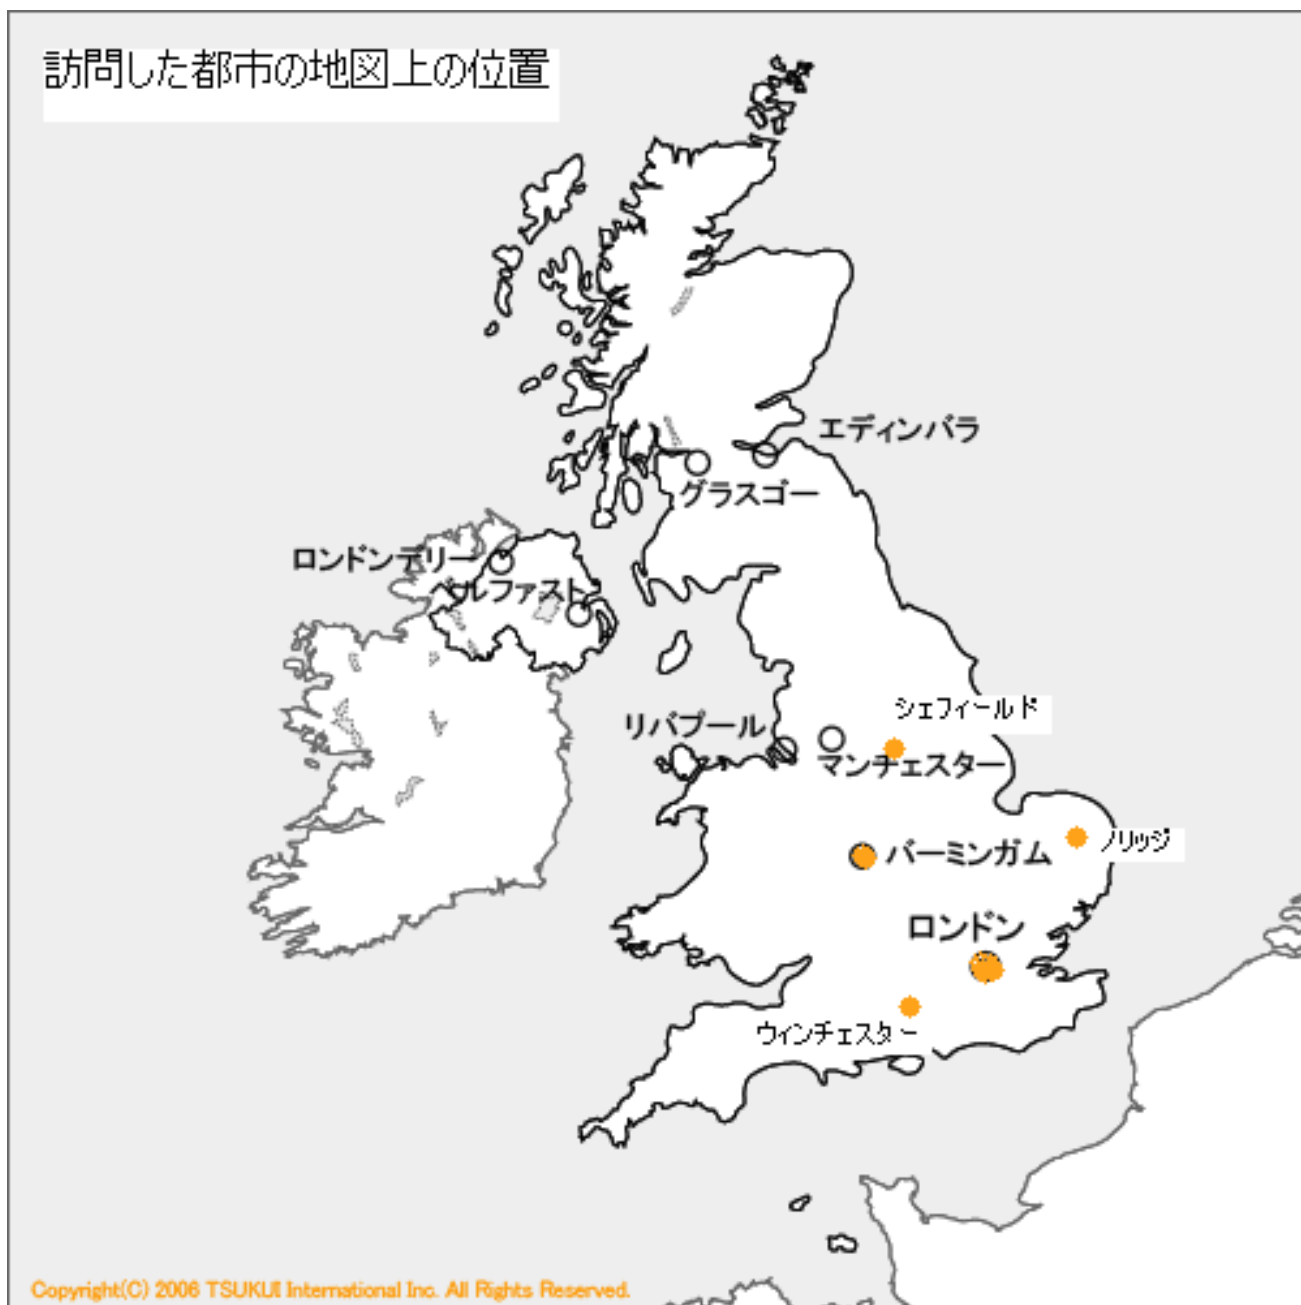 訪問した都市の地図上の位置
エディンバラ
グラスゴー
ロンドンデリー
ベルファスト
シェフィールド
リバプール
マンチェスター
ノリッジ
バーミンガム
ロンドン
ウィンチェスター
Copyright(C) 2006 TSUKUI International Inc. All Rights Reserved.